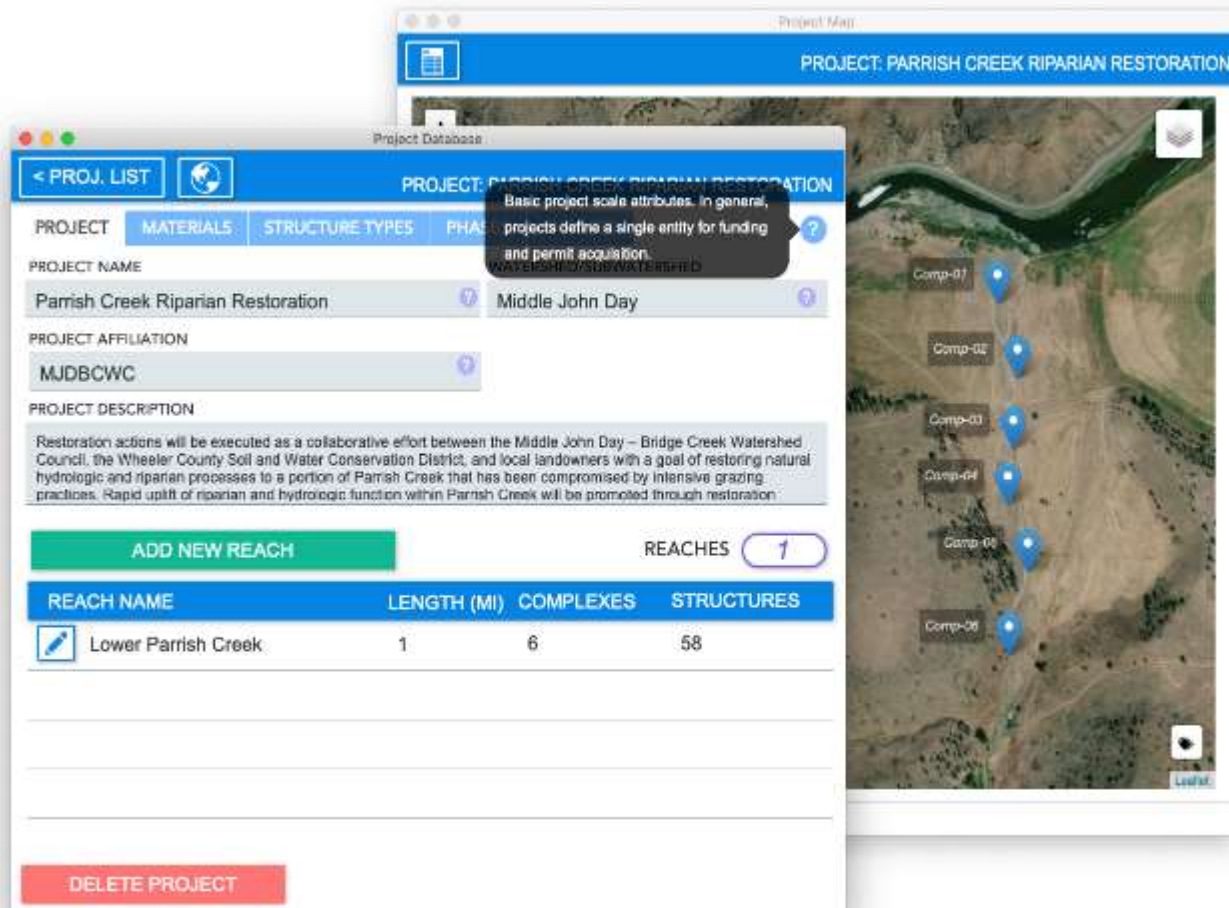 Project Map
PROJECT: PARRISH CREEK RIPARIAN RESTORATION
Project Database
< PROJ. LIST
PROJECT: PARRISH CREEK RIPARIAN RESTORATION
Basic project scale attributes. In general,
projects define a single entity for funding
and permit acquisition.
?
PROJECT
MATERIALS
STRUCTURE TYPES
PHAS
PROJECT NAME
WATERSHED/SUBWATERSHED
Parrish Creek Riparian Restoration
?
Middle John Day
?
PROJECT AFFILIATION
MJDBCWC
?
PROJECT DESCRIPTION
Restoration actions will be executed as a collaborative effort between the Middle John Day – Bridge Creek Watershed
Council, the Wheeler County Soil and Water Conservation District, and local landowners with a goal of restoring natural
hydrologic and riparian processes to a portion of Parrish Creek that has been compromised by intensive grazing
practices. Rapid uplift of riparian and hydrologic function within Parrish Creek will be promoted through restoration
ADD NEW REACH
REACHES
1
REACH NAME LENGTH (MI) COMPLEXES STRUCTURES
Lower Parrish Creek 1 6 58
DELETE PROJECT
Comp-01
Comp-02
Comp-03
Comp-04
Comp-05
Comp-06
Leaflet